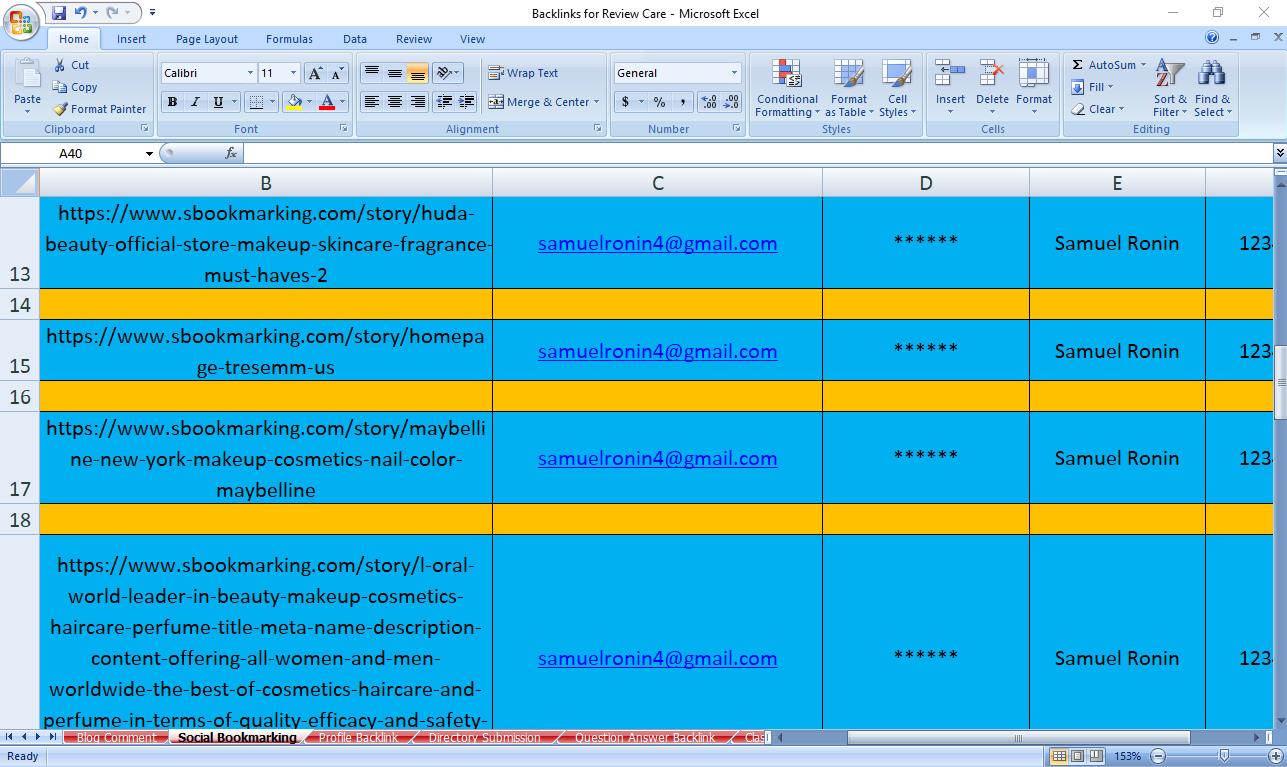 Backlinks for Review Care - Microsoft Excel
Home Insert Page Layout Formulas Data Review View
Paste
Cut
Copy
Format Painter
Clipboard
Calibri 11
B I U
Font
Wrap Text
Merge & Center
Alignment
General
$ % ,
Number
Conditional Formatting
Format as Table
Cell Styles
Styles
Insert Delete Format
Cells
Σ AutoSum
Fill
Clear
Sort & Filter
Find & Select
Editing
A40 fx
B C D E
13
https://www.sbookmarking.com/story/huda-
beauty-official-store-makeup-skincare-fragrance-
must-haves-2
samuelronin4@gmail.com ****** Samuel Ronin 123
14
15
https://www.sbookmarking.com/story/homepa
ge-tresemm-us
samuelronin4@gmail.com ****** Samuel Ronin 123
16
17
https://www.sbookmarking.com/story/maybelli
ne-new-york-makeup-cosmetics-nail-color-
maybelline
samuelronin4@gmail.com ****** Samuel Ronin 123
18
https://www.sbookmarking.com/story/l-oral-
world-leader-in-beauty-makeup-cosmetics-
haircare-perfume-title-meta-name-description-
content-offering-all-women-and-men-
worldwide-the-best-of-cosmetics-haircare-and-
perfume-in-terms-of-quality-efficacy-and-safety-
samuelronin4@gmail.com ****** Samuel Ronin 123
Blog Comment Social Bookmarking Profile Backlink Directory Submission Question Answer Backlink Clas
Ready 153%